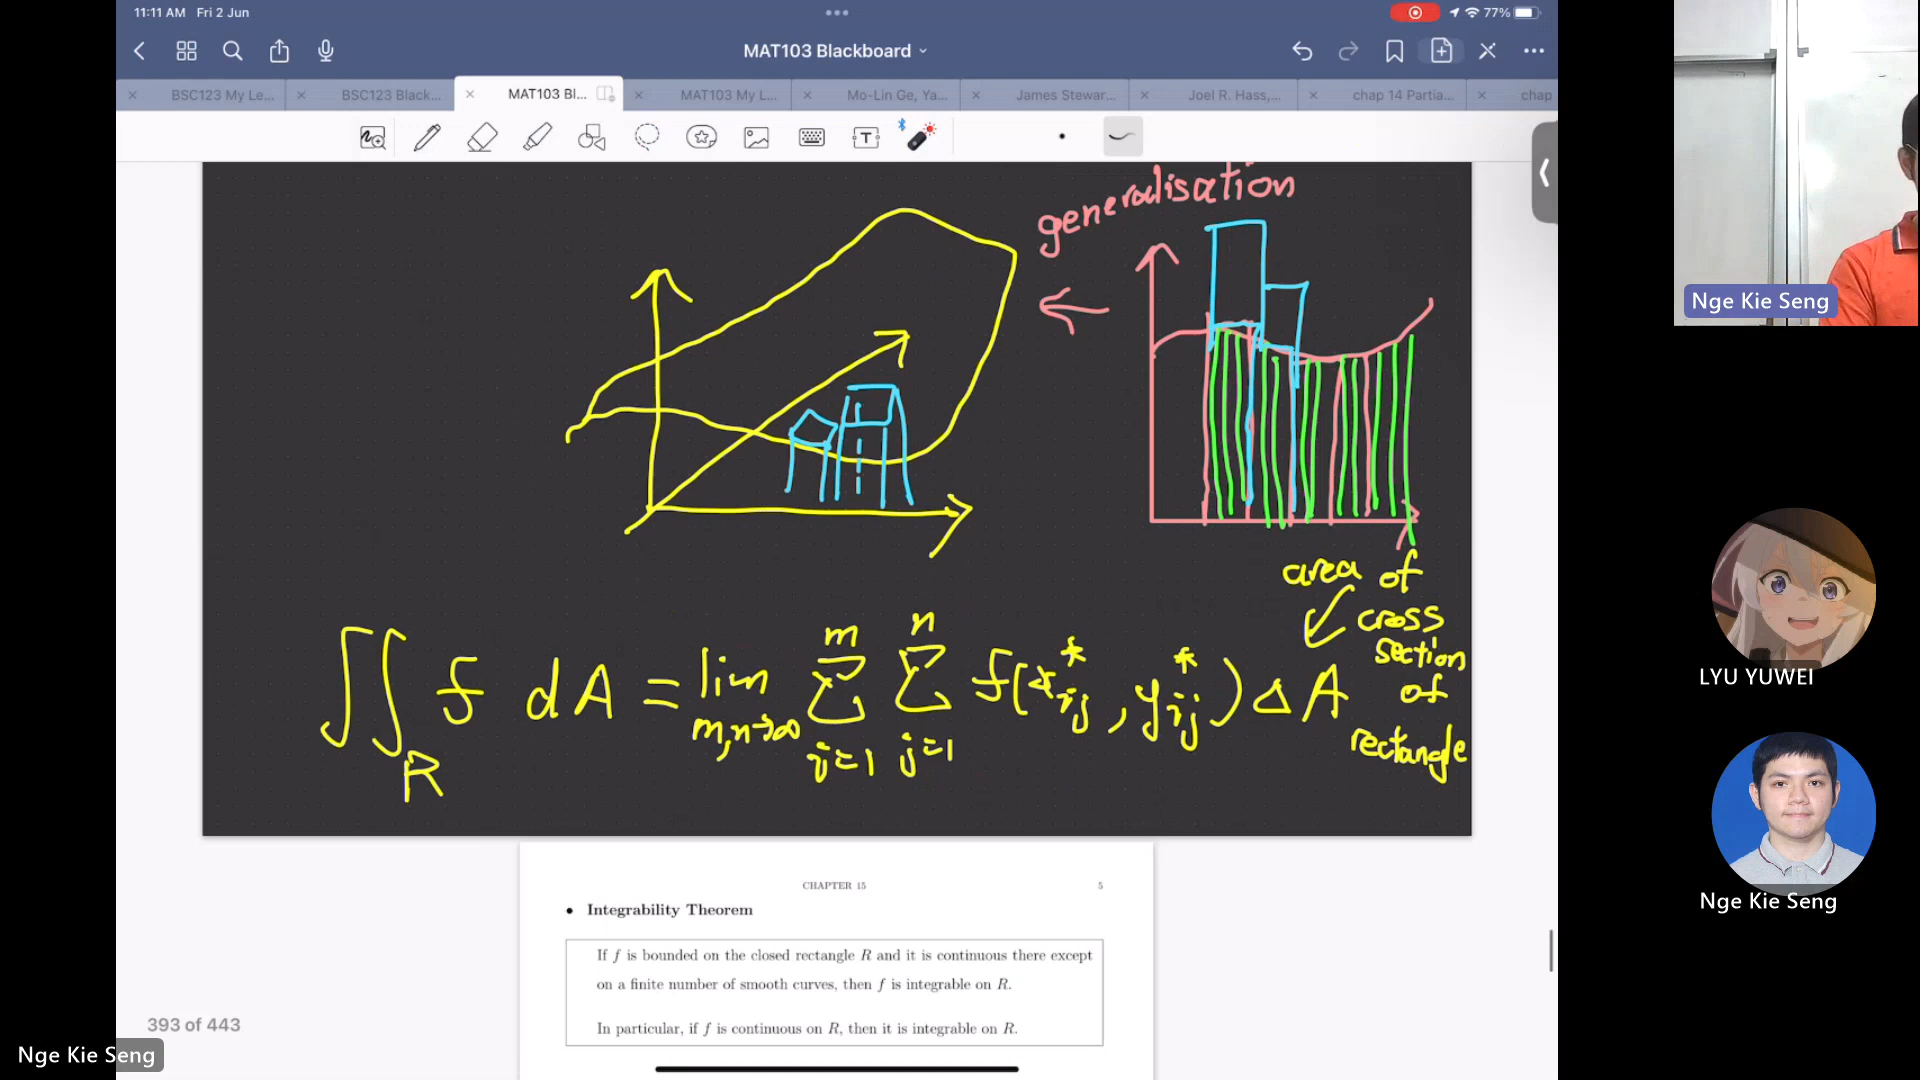 11:11 AM Fri 2 Jun
77%
MAT103 Blackboard
BSC123 My Le...
BSC123 Black...
MAT103 Bl...
MAT103 My L...
Mo-Lin Ge, Ya...
James Stewar...
Joel R. Hass,...
chap 14 Partia...
chap
generalisation
area of
cross
section
of
rectangle
∬_R f dA = lim_{m,n→∞} Σ_{i=1}^{m} Σ_{j=1}^{n} f(x*_{ij}, y*_{ij}) ΔA
CHAPTER 15 5
• Integrability Theorem
If f is bounded on the closed rectangle R and it is continuous there except
on a finite number of smooth curves, then f is integrable on R.
In particular, if f is continuous on R, then it is integrable on R.
393 of 443
Nge Kie Seng
Nge Kie Seng
LYU YUWEI
Nge Kie Seng